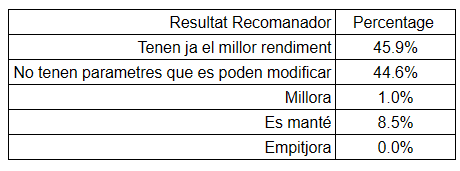 Resultat Recomanador Percentage
Tenen ja el millor rendiment 45.9%
No tenen parametres que es poden modificar 44.6%
Millora 1.0%
Es manté 8.5%
Empitjora 0.0%